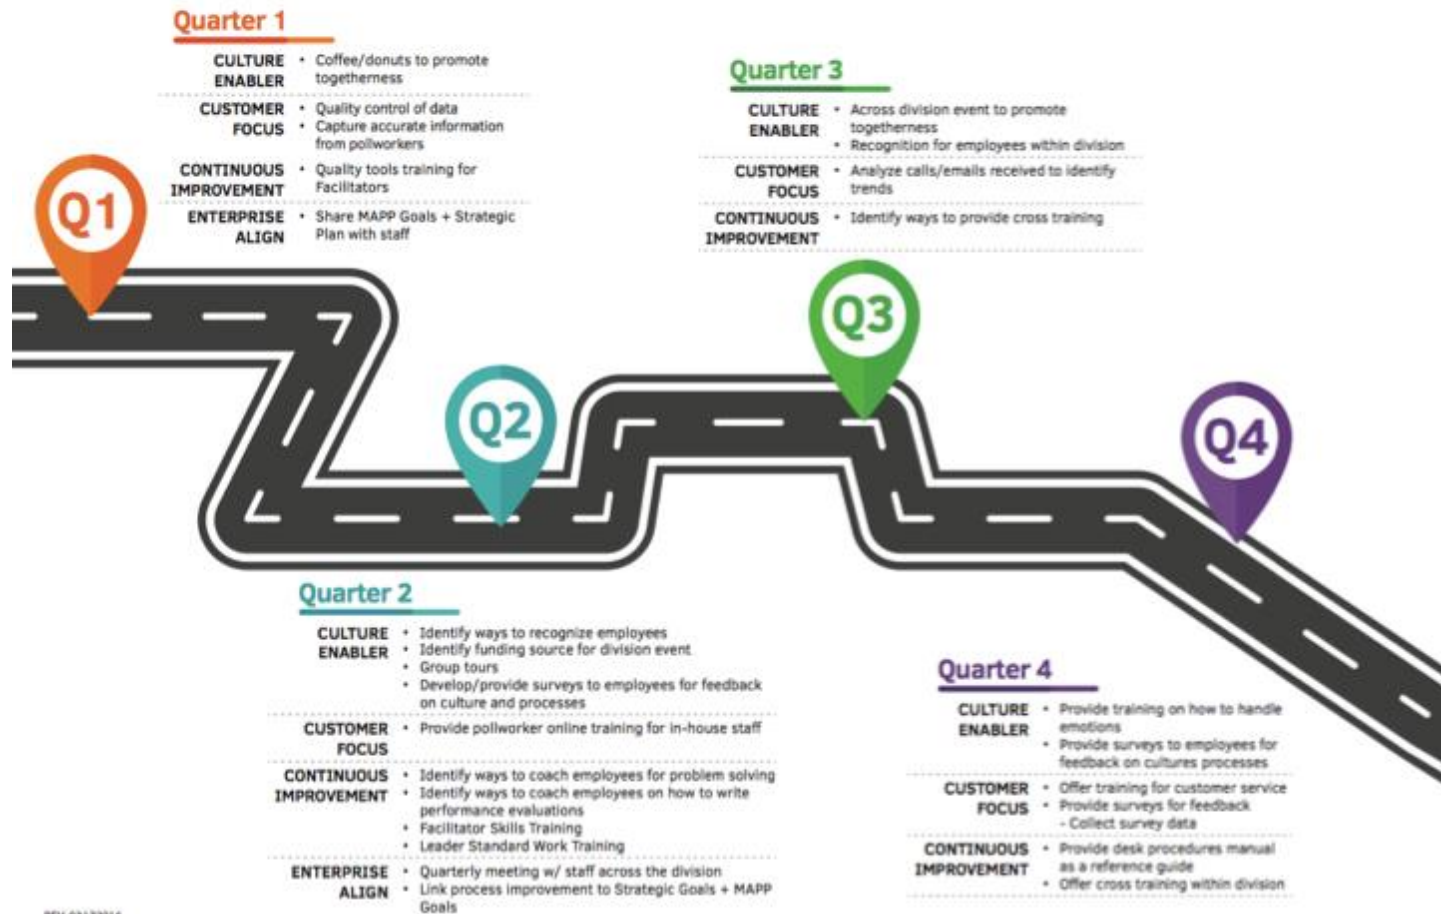 Quarter 1
CULTURE ENABLER
• Coffee/donuts to promote
togetherness
CUSTOMER FOCUS
• Quality control of data
• Capture accurate information
from pollworkers
CONTINUOUS IMPROVEMENT
• Quality tools training for
Facilitators
ENTERPRISE ALIGN
• Share MAPP Goals + Strategic
Plan with staff
Q1
Quarter 2
CULTURE ENABLER
• Identify ways to recognize employees
• Identify funding source for division event
• Group tours
• Develop/provide surveys to employees for feedback
on culture and processes
CUSTOMER FOCUS
• Provide pollworker online training for in-house staff
CONTINUOUS IMPROVEMENT
• Identify ways to coach employees for problem solving
• Identify ways to coach employees on how to write
performance evaluations
• Facilitator Skills Training
• Leader Standard Work Training
ENTERPRISE ALIGN
• Quarterly meeting w/ staff across the division
• Link process improvement to Strategic Goals + MAPP
Goals
Q2
Quarter 3
CULTURE ENABLER
• Across division event to promote
togetherness
• Recognition for employees within division
CUSTOMER FOCUS
• Analyze calls/emails received to identify
trends
CONTINUOUS IMPROVEMENT
• Identify ways to provide cross training
Q3
Quarter 4
CULTURE ENABLER
• Provide training on how to handle
emotions
• Provide surveys to employees for
feedback on cultures processes
CUSTOMER FOCUS
• Offer training for customer service
• Provide surveys for feedback
- Collect survey data
CONTINUOUS IMPROVEMENT
• Provide desk procedures manual
as a reference guide
• Offer cross training within division
Q4